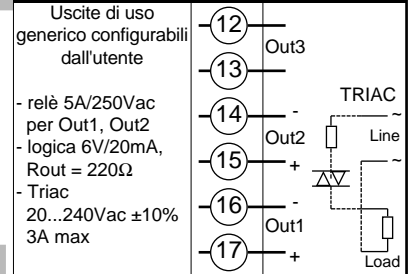 Uscite di uso
generico configurabili
dall'utente
- relè 5A/250Vac
per Out1, Out2
- logica 6V/20mA,
Rout = 220Ω
- Triac
20...240Vac ±10%
3A max
12
Out3
13
14
-
Out2
15
+
16
-
Out1
17
+
TRIAC
~
Line
~
Load